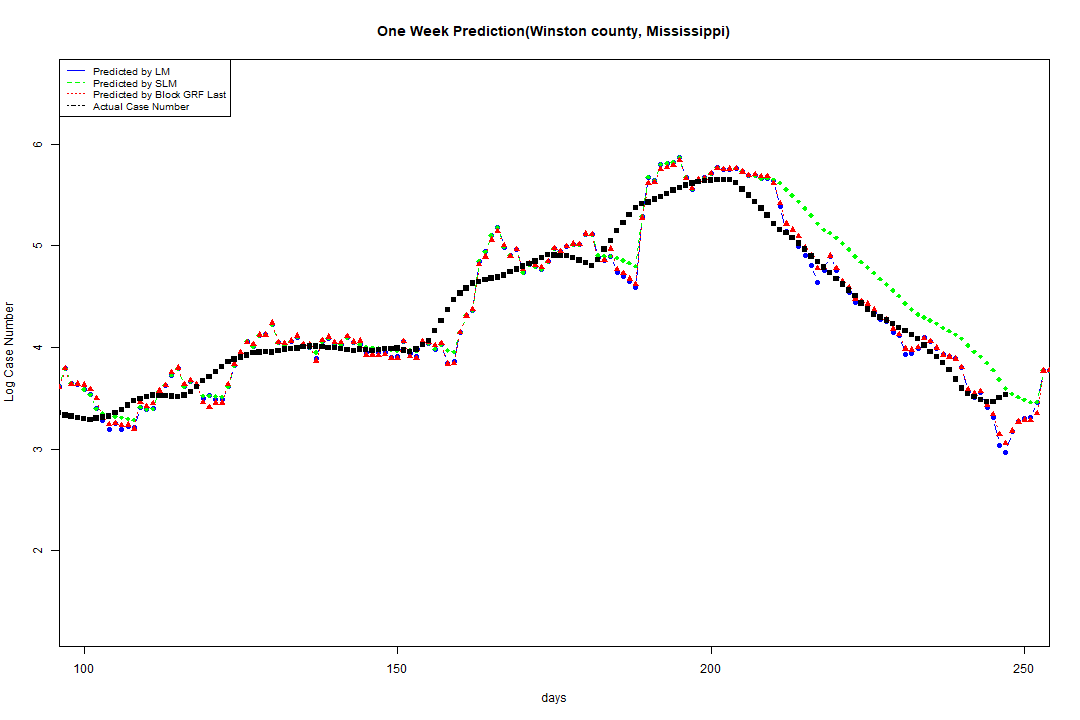 One Week Prediction(Winston county, Mississippi)
Predicted by LM
Predicted by SLM
Predicted by Block GRF Last
Actual Case Number
6
5
4
3
2
Log Case Number
100 150 200 250
days